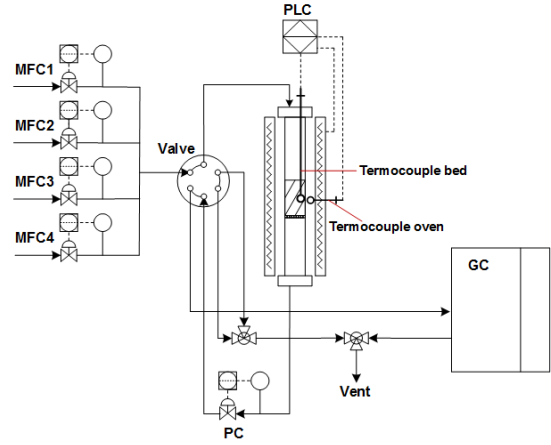 PLC
MFC1
MFC2
Valve
MFC3
Termocouple bed
Termocouple oven
MFC4
GC
Vent
PC